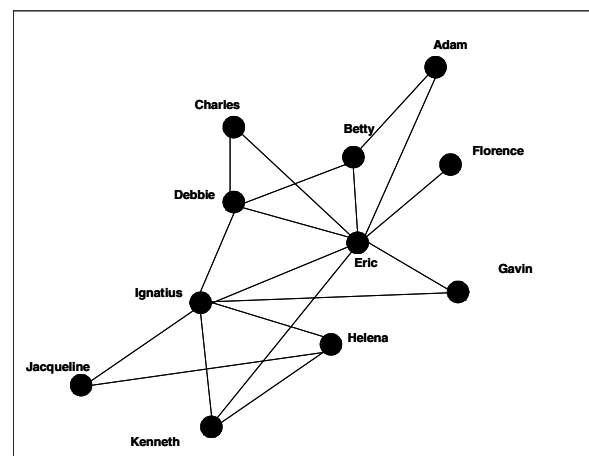 Adam
Charles
Betty
Florence
Debbie
Eric
Gavin
Ignatius
Helena
Jacqueline
Kenneth